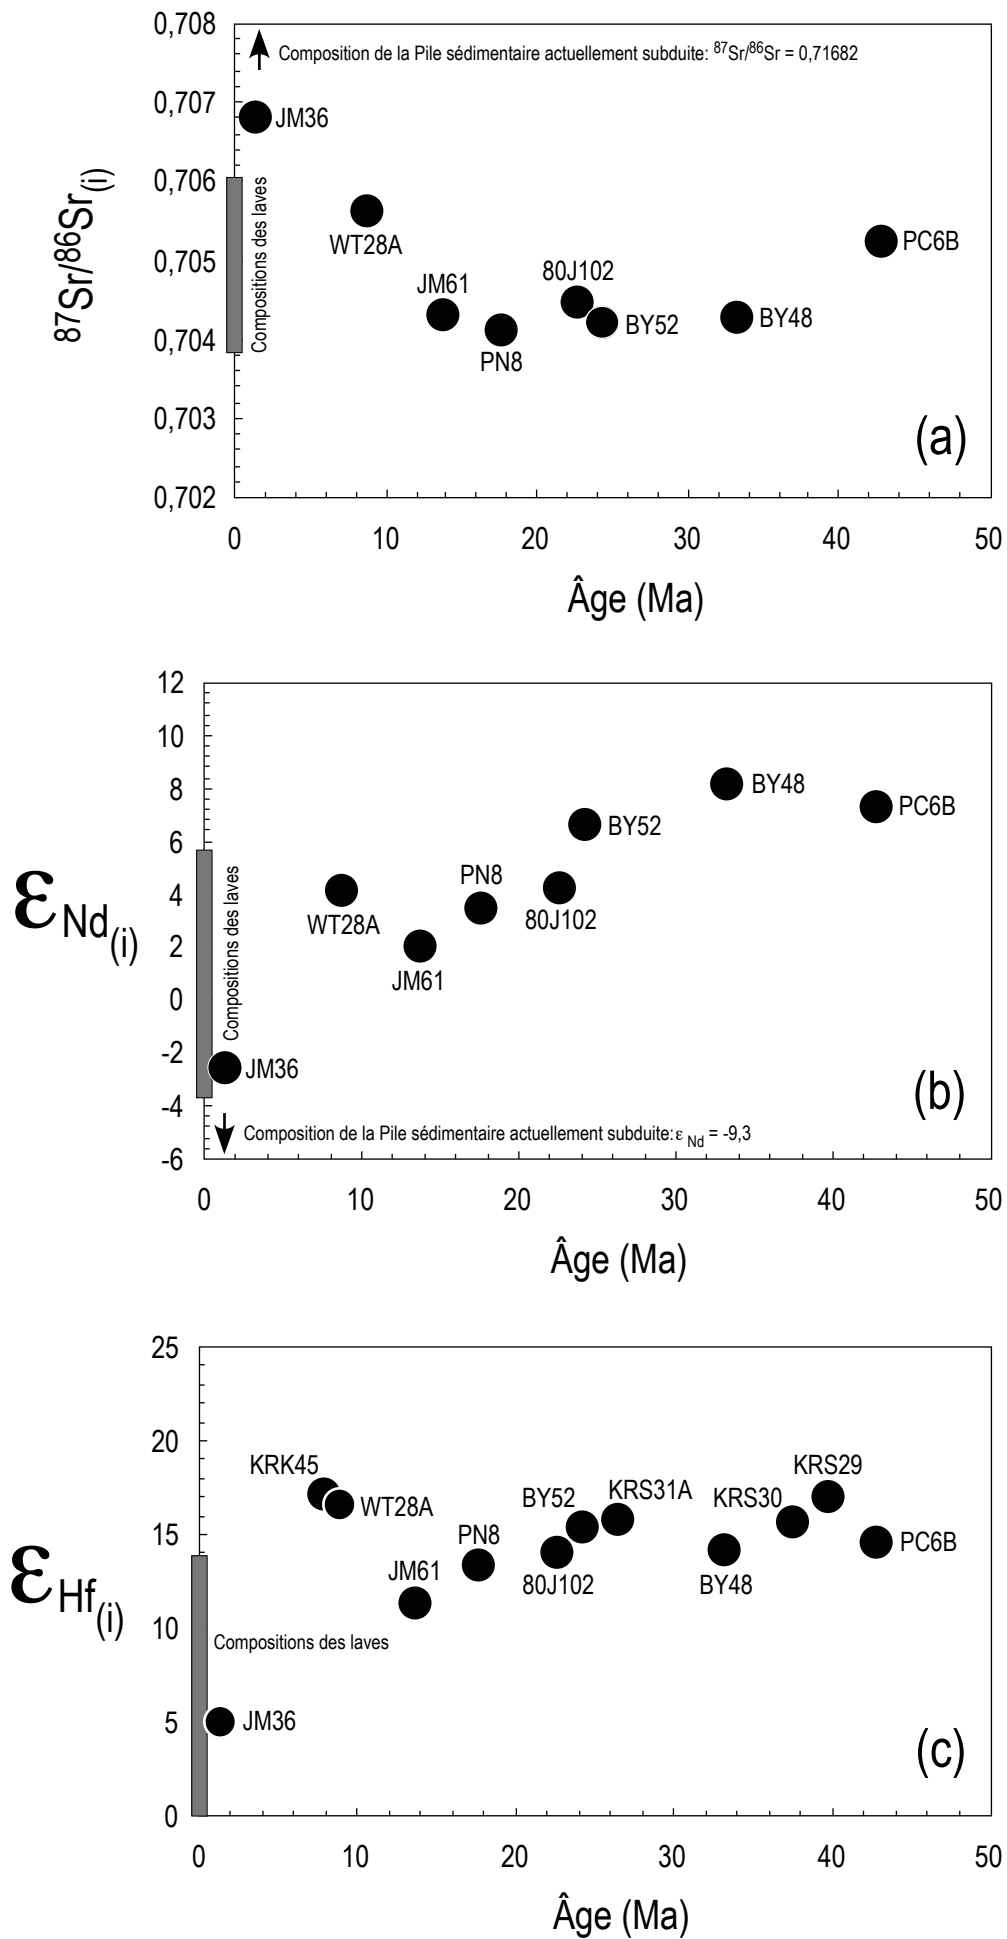 0,708
Composition de la Pile sédimentaire actuellement subduite: 87Sr/86Sr = 0,71682
0,707
JM36
0,706
87Sr/86Sr(i)
Compositions des laves
WT28A
PC6B
0,705
80J102
JM61
BY52
BY48
0,704
PN8
0,703
(a)
0,702
0 10 20 30 40 50
Âge (Ma)
12
10
8
BY48
PC6B
BY52
6
PN8
4
εNd(i)
Compositions des laves
WT28A
80J102
2
JM61
0
-2
JM36
(b)
-4
Composition de la Pile sédimentaire actuellement subduite: ε Nd = -9,3
-6
0 10 20 30 40 50
Âge (Ma)
25
20
KRK45
KRS29
WT28A
BY52
KRS31A
KRS30
15
PN8
PC6B
εHf(i)
JM61
80J102
BY48
10
Compositions des laves
5
JM36
(c)
0
0 10 20 30 40 50
Âge (Ma)